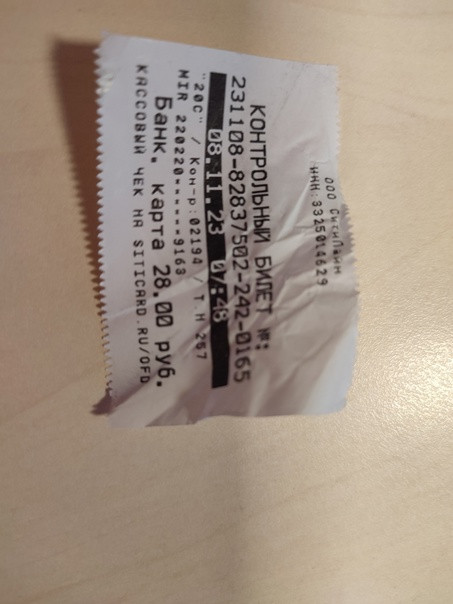 ООО СитиЛайн
ИНН:3325014629
КОНТРОЛЬНЫЙ БИЛЕТ №:
231108-82837502-242-0165
08.11.23 07:48
"20С" / Кон-р:02194 / Т.Н 267
MIR 220220******9163
Банк. карта 28.00 руб.
КАССОВЫЙ ЧЕК НА SITICARD.RU/OFD